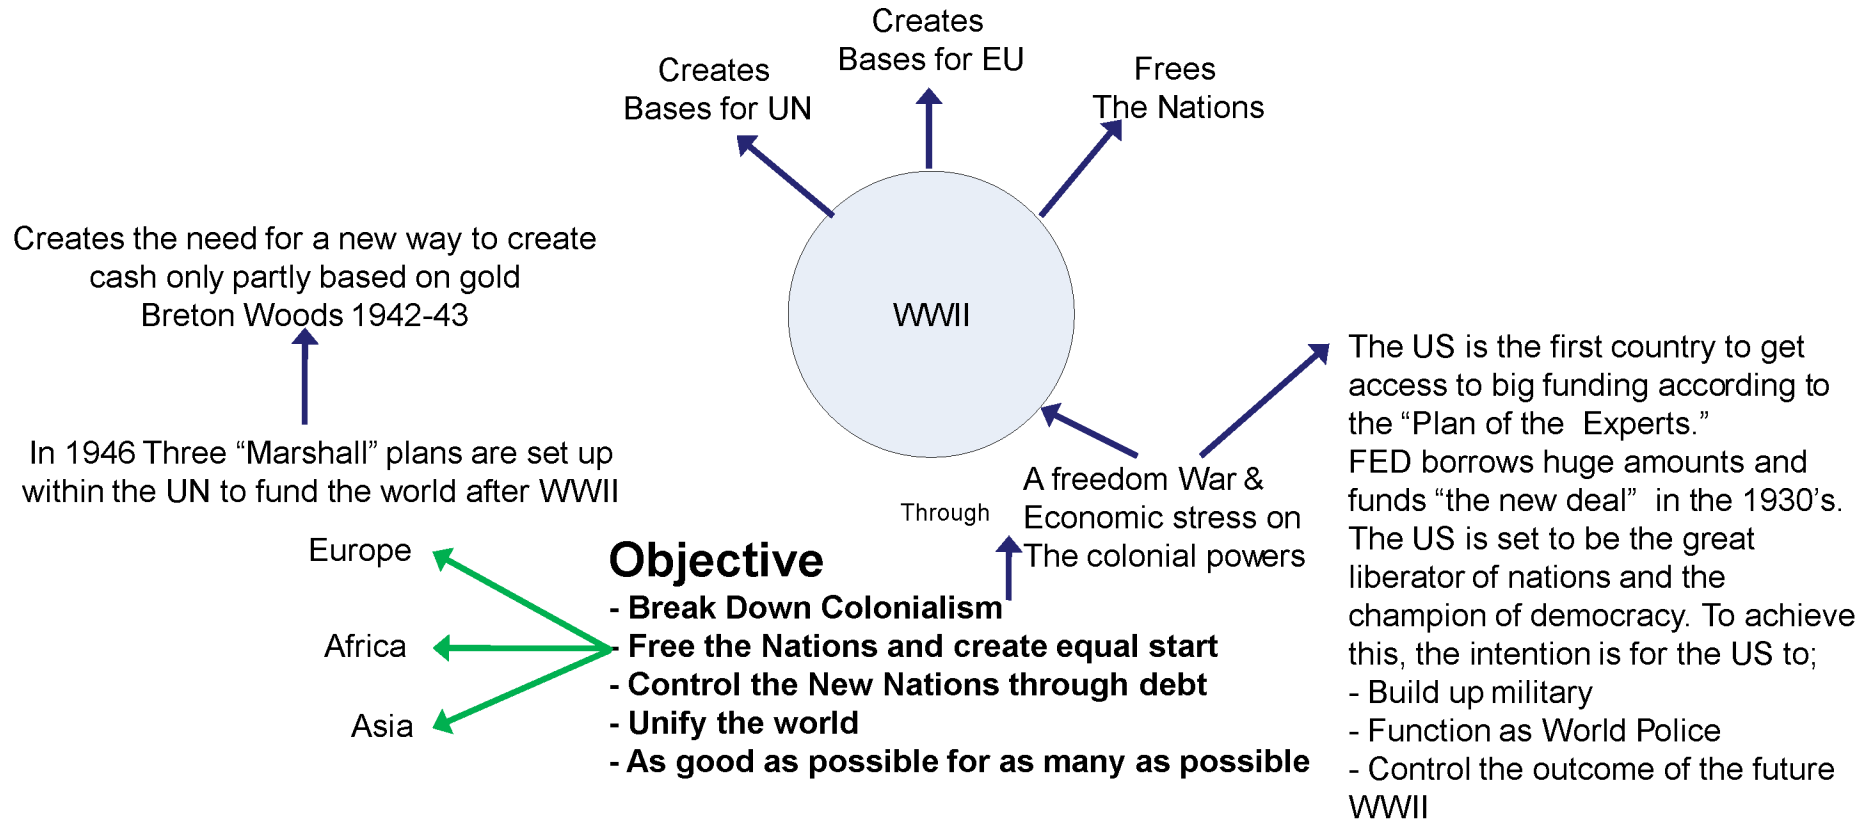 Creates
Bases for EU
Creates
Bases for UN
Frees
The Nations
Creates the need for a new way to create
cash only partly based on gold
Breton Woods 1942-43
WWII
In 1946 Three “Marshall” plans are set up
within the UN to fund the world after WWII
Europe
Africa
Asia
Through
A freedom War &
Economic stress on
The colonial powers
Objective
- Break Down Colonialism
- Free the Nations and create equal start
- Control the New Nations through debt
- Unify the world
- As good as possible for as many as possible
The US is the first country to get
access to big funding according to
the “Plan of the Experts.”
FED borrows huge amounts and
funds “the new deal” in the 1930’s.
The US is set to be the great
liberator of nations and the
champion of democracy. To achieve
this, the intention is for the US to;
- Build up military
- Function as World Police
- Control the outcome of the future
WWII